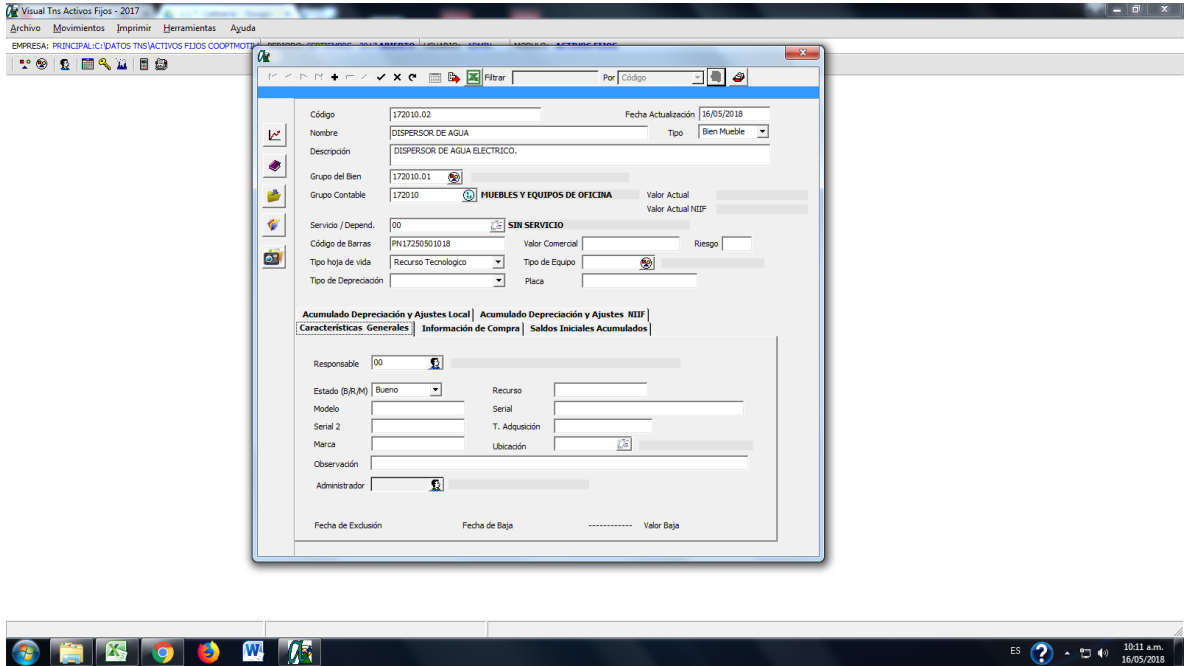 Visual Tns Activos Fijos - 2017
Archivo Movimientos Imprimir Herramientas Ayuda
EMPRESA: PRINCIPAL:C:\DATOS TNS\ACTIVOS FIJOS COOPTMOTI
Filtrar Por Código
Código 172010.02 Fecha Actualización 16/05/2018
Nombre DISPERSOR DE AGUA Tipo Bien Mueble
Descripción DISPERSOR DE AGUA ELECTRICO.
Grupo del Bien 172010.01
Grupo Contable 172010 MUEBLES Y EQUIPOS DE OFICINA Valor Actual
Valor Actual NIIF
Servicio / Depend. 00 SIN SERVICIO
Código de Barras PN17250501018 Valor Comercial Riesgo
Tipo hoja de vida Recurso Tecnologico Tipo de Equipo
Tipo de Depreciación Placa
Acumulado Depreciación y Ajustes Local Acumulado Depreciación y Ajustes NIIF
Características Generales Información de Compra Saldos Iniciales Acumulados
Responsable 00
Estado (B/R/M) Bueno Recurso
Modelo Serial
Serial 2 T. Adqusición
Marca Ubicación
Observación
Administrador
Fecha de Exclusión Fecha de Baja ------------ Valor Baja
ES 10:11 a.m.
16/05/2018